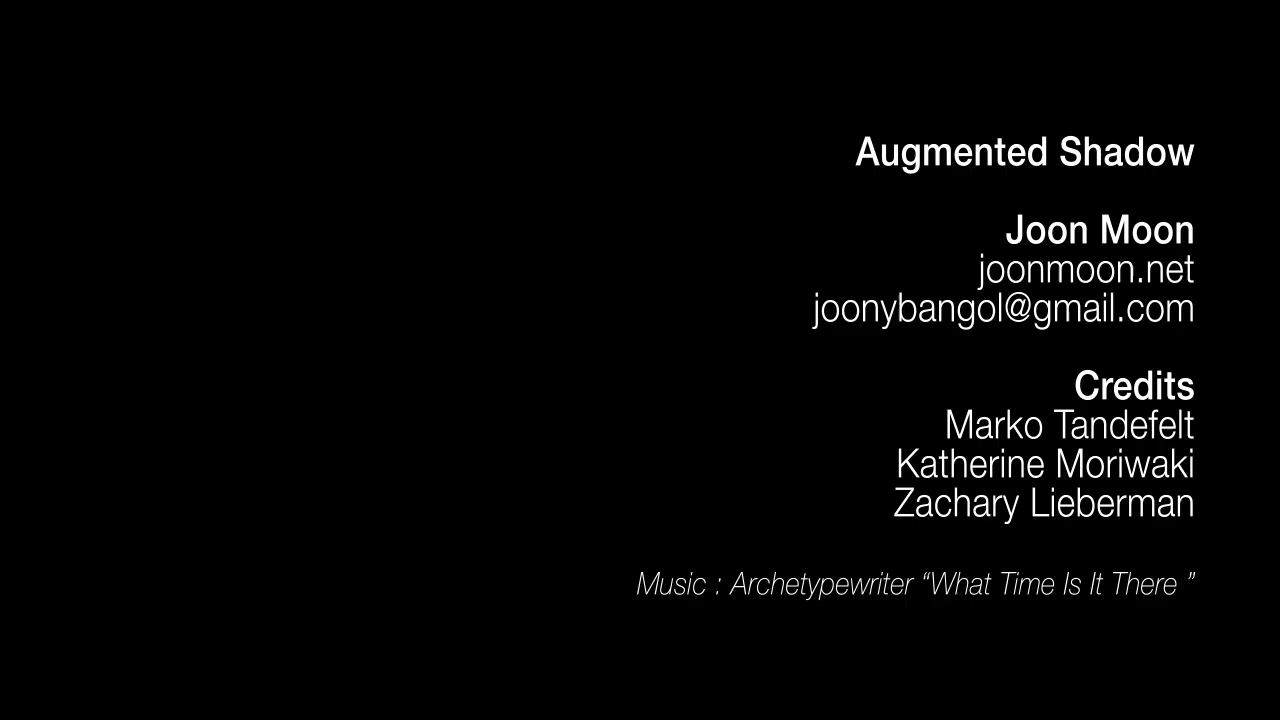 Augmented Shadow
Joon Moon
joonmoon.net
joonybangol@gmail.com
Credits
Marko Tandefelt
Katherine Moriwaki
Zachary Lieberman
Music : Archetypewriter “What Time Is It There ”